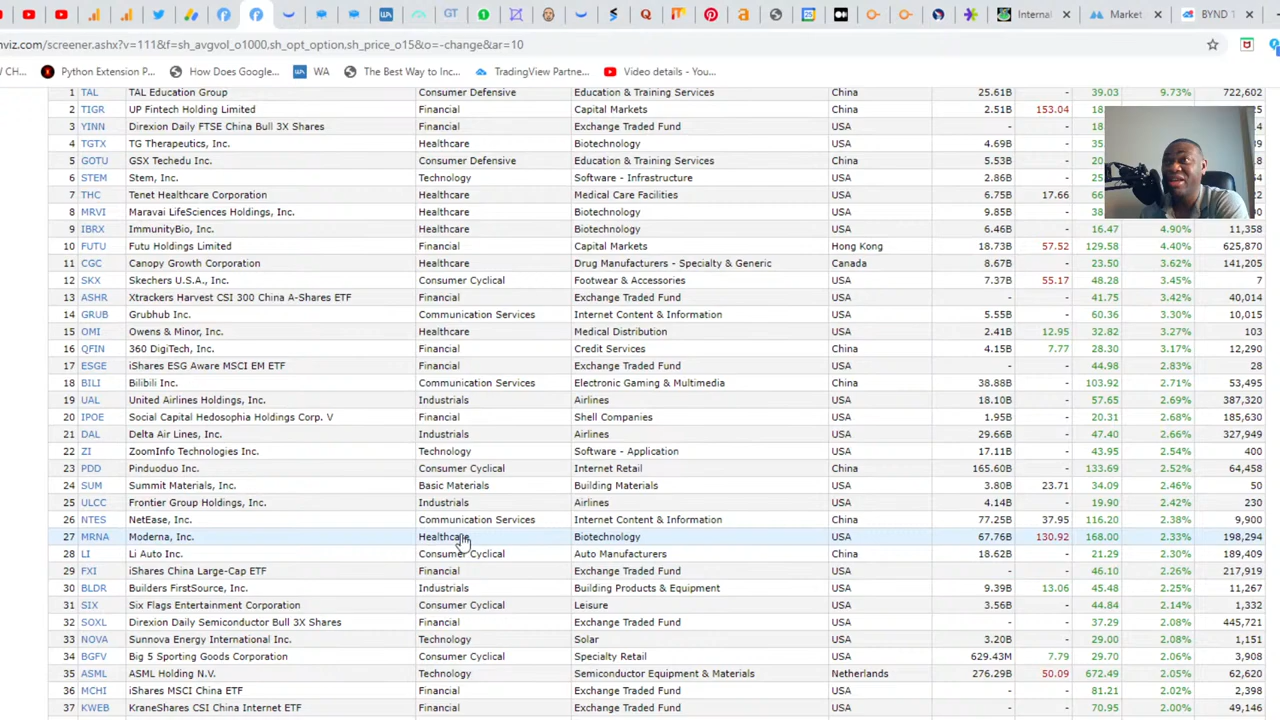 GT
WA
Q
a
Internal
Market
BYND T
nviz.com/screener.ashx?v=111&f=sh_avgvol_o1000,sh_opt_option,sh_price_o15&o=-change&ar=10
W CH...
Python Extension P...
How Does Google...
WA WA
The Best Way to Inc...
TradingView Partne...
Video details - You...
1 TAL TAL Education Group Consumer Defensive Education & Training Services China 25.61B - 39.03 9.73% 722,602
2 TIGR UP Fintech Holding Limited Financial Capital Markets China 2.51B 153.04 18.
3 YINN Direxion Daily FTSE China Bull 3X Shares Financial Exchange Traded Fund USA - - 18.
4 TGTX TG Therapeutics, Inc. Healthcare Biotechnology USA 4.69B - 35.
5 GOTU GSX Techedu Inc. Consumer Defensive Education & Training Services China 5.53B - 20.
6 STEM Stem, Inc. Technology Software - Infrastructure USA 2.86B - 25.
7 THC Tenet Healthcare Corporation Healthcare Medical Care Facilities USA 6.75B 17.66 66.
8 MRVI Maravai LifeSciences Holdings, Inc. Healthcare Biotechnology USA 9.85B - 38.
9 IBRX ImmunityBio, Inc. Healthcare Biotechnology USA 6.46B - 16.47 4.90% 11,358
10 FUTU Futu Holdings Limited Financial Capital Markets Hong Kong 18.73B 57.52 129.58 4.40% 625,870
11 CGC Canopy Growth Corporation Healthcare Drug Manufacturers - Specialty & Generic Canada 8.67B - 23.50 3.62% 141,205
12 SKX Skechers U.S.A., Inc. Consumer Cyclical Footwear & Accessories USA 7.37B 55.17 48.28 3.45% 7
13 ASHR Xtrackers Harvest CSI 300 China A-Shares ETF Financial Exchange Traded Fund USA - - 41.75 3.42% 40,014
14 GRUB Grubhub Inc. Communication Services Internet Content & Information USA 5.55B - 60.36 3.30% 10,015
15 OMI Owens & Minor, Inc. Healthcare Medical Distribution USA 2.41B 12.95 32.82 3.27% 103
16 QFIN 360 DigiTech, Inc. Financial Credit Services China 4.15B 7.77 28.30 3.17% 12,290
17 ESGE iShares ESG Aware MSCI EM ETF Financial Exchange Traded Fund USA - - 44.98 2.83% 28
18 BILI Bilibili Inc. Communication Services Electronic Gaming & Multimedia China 38.88B - 103.92 2.71% 53,495
19 UAL United Airlines Holdings, Inc. Industrials Airlines USA 18.10B - 57.65 2.69% 387,320
20 IPOE Social Capital Hedosophia Holdings Corp. V Financial Shell Companies USA 1.95B - 20.31 2.68% 185,630
21 DAL Delta Air Lines, Inc. Industrials Airlines USA 29.66B - 47.40 2.66% 327,949
22 ZI ZoomInfo Technologies Inc. Technology Software - Application USA 17.11B - 43.95 2.54% 400
23 PDD Pinduoduo Inc. Consumer Cyclical Internet Retail China 165.60B - 133.69 2.52% 64,458
24 SUM Summit Materials, Inc. Basic Materials Building Materials USA 3.80B 23.71 34.09 2.46% 50
25 ULCC Frontier Group Holdings, Inc. Industrials Airlines USA 4.14B - 19.90 2.42% 230
26 NTES NetEase, Inc. Communication Services Internet Content & Information China 77.25B 37.95 116.20 2.38% 9,900
27 MRNA Moderna, Inc. Healthcare Biotechnology USA 67.76B 130.92 168.00 2.33% 198,294
28 LI Li Auto Inc. Consumer Cyclical Auto Manufacturers China 18.62B - 21.29 2.30% 189,409
29 FXI iShares China Large-Cap ETF Financial Exchange Traded Fund USA - - 46.10 2.26% 217,919
30 BLDR Builders FirstSource, Inc. Industrials Building Products & Equipment USA 9.39B 13.06 45.48 2.25% 11,267
31 SIX Six Flags Entertainment Corporation Consumer Cyclical Leisure USA 3.56B - 44.84 2.14% 1,332
32 SOXL Direxion Daily Semiconductor Bull 3X Shares Financial Exchange Traded Fund USA - - 37.29 2.08% 445,721
33 NOVA Sunnova Energy International Inc. Technology Solar USA 3.20B - 29.00 2.08% 1,151
34 BGFV Big 5 Sporting Goods Corporation Consumer Cyclical Specialty Retail USA 629.43M 7.79 29.70 2.06% 3,908
35 ASML ASML Holding N.V. Technology Semiconductor Equipment & Materials Netherlands 276.29B 50.09 672.49 2.05% 62,620
36 MCHI iShares MSCI China ETF Financial Exchange Traded Fund USA - - 81.21 2.02% 2,398
37 KWEB KraneShares CSI China Internet ETF Financial Exchange Traded Fund USA - - 70.95 2.00% 49,146